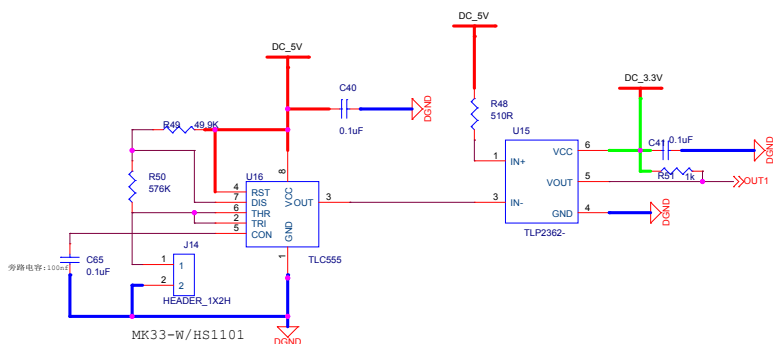 DC_5V
DC_5V
DC_3.3V
C40
0.1uF
DGND
R48
510R
U15
C41
0.1uF
DGND
R49
49.9K
R50
576K
U16
4
RST
7
DIS
6
THR
2
TRI
5
CON
8
VCC
OUT
3
GND
1
TLC555
1
IN+
3
IN-
VCC
6
VOUT
5
GND
4
TLP2362-
R51
1k
OUT1
DGND
旁路电容:100nf
C65
0.1uF
J14
1
1
2
2
HEADER_1X2H
MK33-W/HS1101
DGND